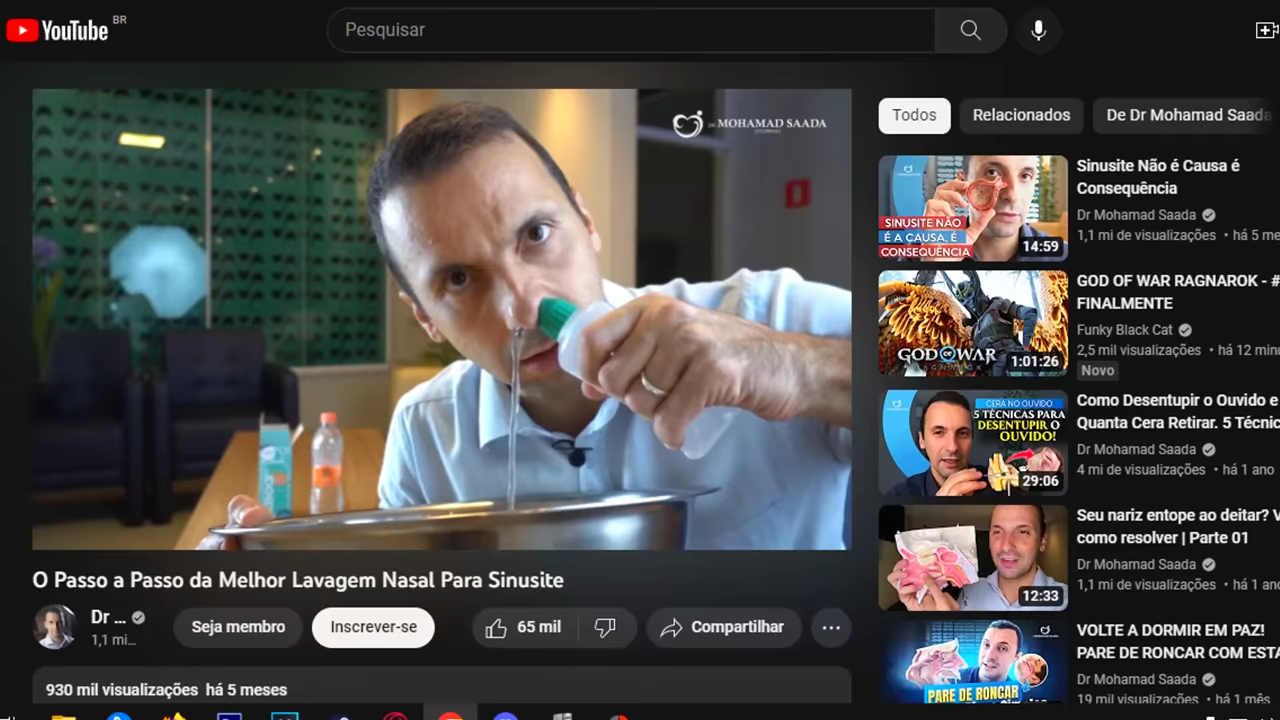 YouTube BR
Pesquisar
MOHAMAD SAADA
Todos
Relacionados
De Dr Mohamad Saada
SINUSITE NÃO
É A CAUSA, É
CONSEQUÊNCIA
14:59
Sinusite Não é Causa é
Consequência
Dr Mohamad Saada
1,1 mi de visualizações • há 5 me
GOD OF WAR
RAGNAROK
1:01:26
GOD OF WAR RAGNAROK - #
FINALMENTE
Funky Black Cat
2,5 mil visualizações • há 12 minu
Novo
CERA NO OUVIDO
5 TÉCNICAS PARA
DESENTUPIR O
OUVIDO!
29:06
Como Desentupir o Ouvido e
Quanta Cera Retirar. 5 Técnic
Dr Mohamad Saada
4 mi de visualizações • há 1 ano
12:33
Seu nariz entope ao deitar? V
como resolver | Parte 01
Dr Mohamad Saada
1,1 mi de visualizações • há 1 an
PARE DE RONCAR
VOLTE A DORMIR EM PAZ!
PARE DE RONCAR COM ESTA
Dr Mohamad Saada
19 mil visualizações • há 1 mês
O Passo a Passo da Melhor Lavagem Nasal Para Sinusite
Dr ...
1,1 mi...
Seja membro
Inscrever-se
65 mil
Compartilhar
930 mil visualizações há 5 meses